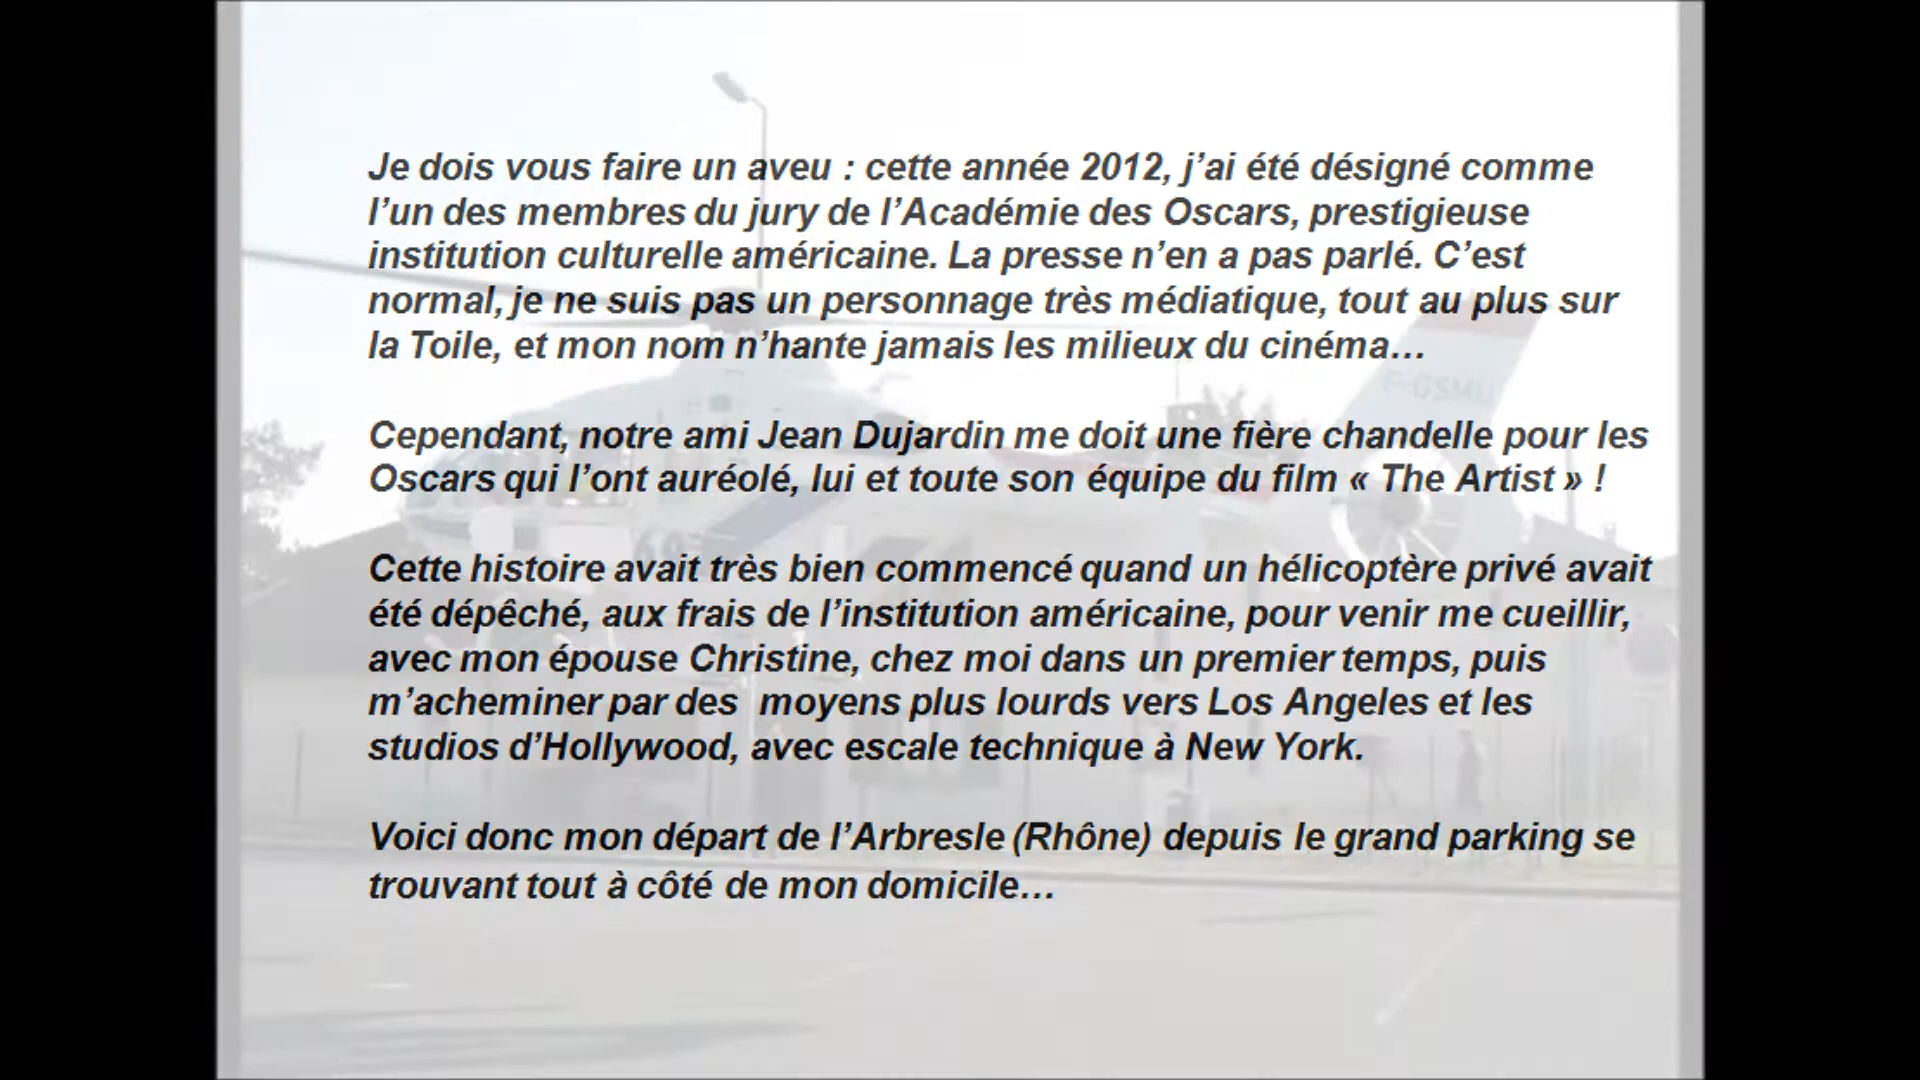 Je dois vous faire un aveu : cette année 2012, j’ai été désigné comme
l’un des membres du jury de l’Académie des Oscars, prestigieuse
institution culturelle américaine. La presse n’en a pas parlé. C’est
normal, je ne suis pas un personnage très médiatique, tout au plus sur
la Toile, et mon nom n’hante jamais les milieux du cinéma…
F-GSMU
Cependant, notre ami Jean Dujardin me doit une fière chandelle pour les
Oscars qui l’ont auréolé, lui et toute son équipe du film « The Artist » !
69
Cette histoire avait très bien commencé quand un hélicoptère privé avait
été dépêché, aux frais de l’institution américaine, pour venir me cueillir,
avec mon épouse Christine, chez moi dans un premier temps, puis
m’acheminer par des  moyens plus lourds vers Los Angeles et les
studios d’Hollywood, avec escale technique à New York.
Voici donc mon départ de l’Arbresle (Rhône) depuis le grand parking se
trouvant tout à côté de mon domicile…